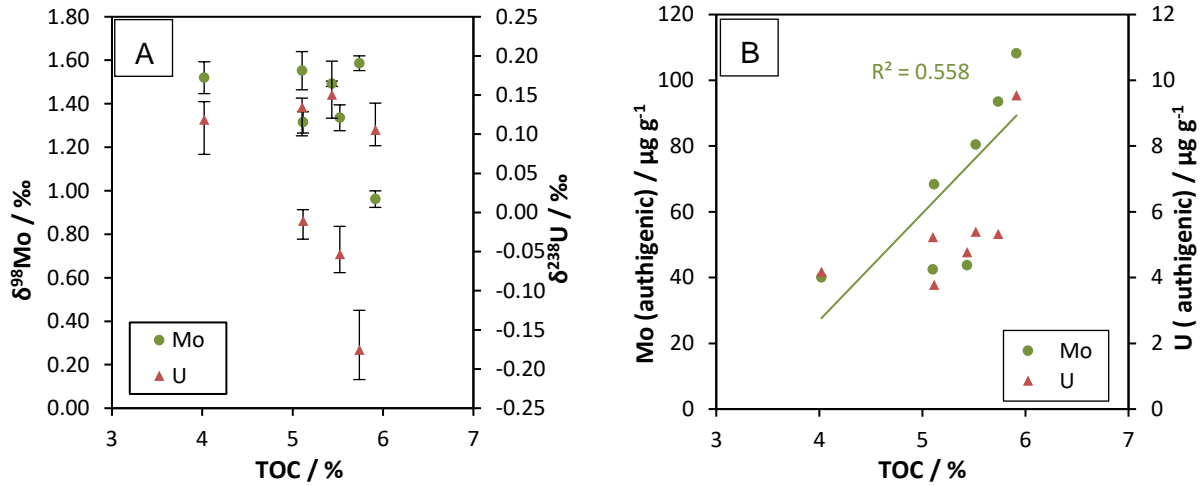 A
δ⁹⁸Mo / ‰
1.80
1.60
1.40
1.20
1.00
0.80
0.60
0.40
0.20
0.00
0.25
0.20
0.15
0.10
0.05
0.00
-0.05
-0.10
-0.15
-0.20
-0.25
δ²³⁸U / ‰
Mo
U
3 4 5 6 7
TOC / %
B
Mo (authigenic) / µg g⁻¹
120
100
80
60
40
20
0
R² = 0.558
12
10
8
6
4
2
0
U ( authigenic) / µg g⁻¹
Mo
U
3 4 5 6 7
TOC / %